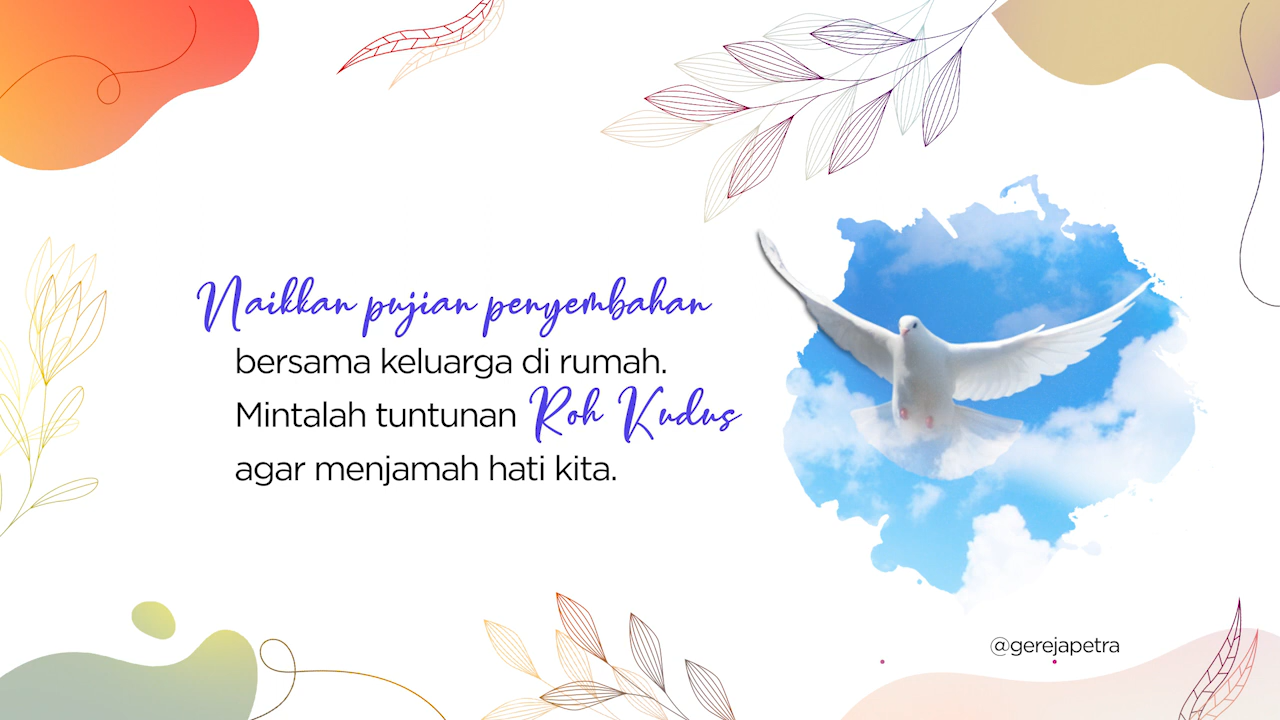 Naikkan pujian penyembahan
bersama keluarga di rumah.
Mintalah tuntunan Roh Kudus
agar menjamah hati kita.
@gerejapetra